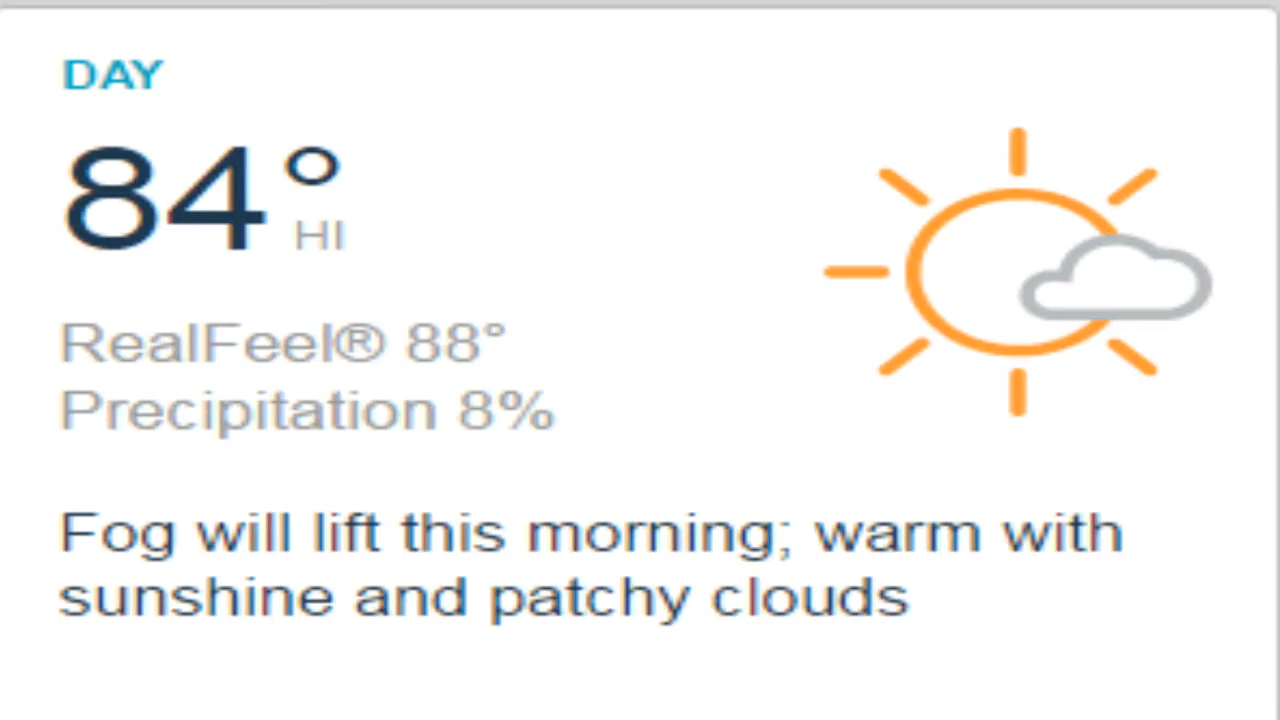 DAY
84°
HI
RealFeel® 88°
Precipitation 8%
Fog will lift this morning; warm with
sunshine and patchy clouds